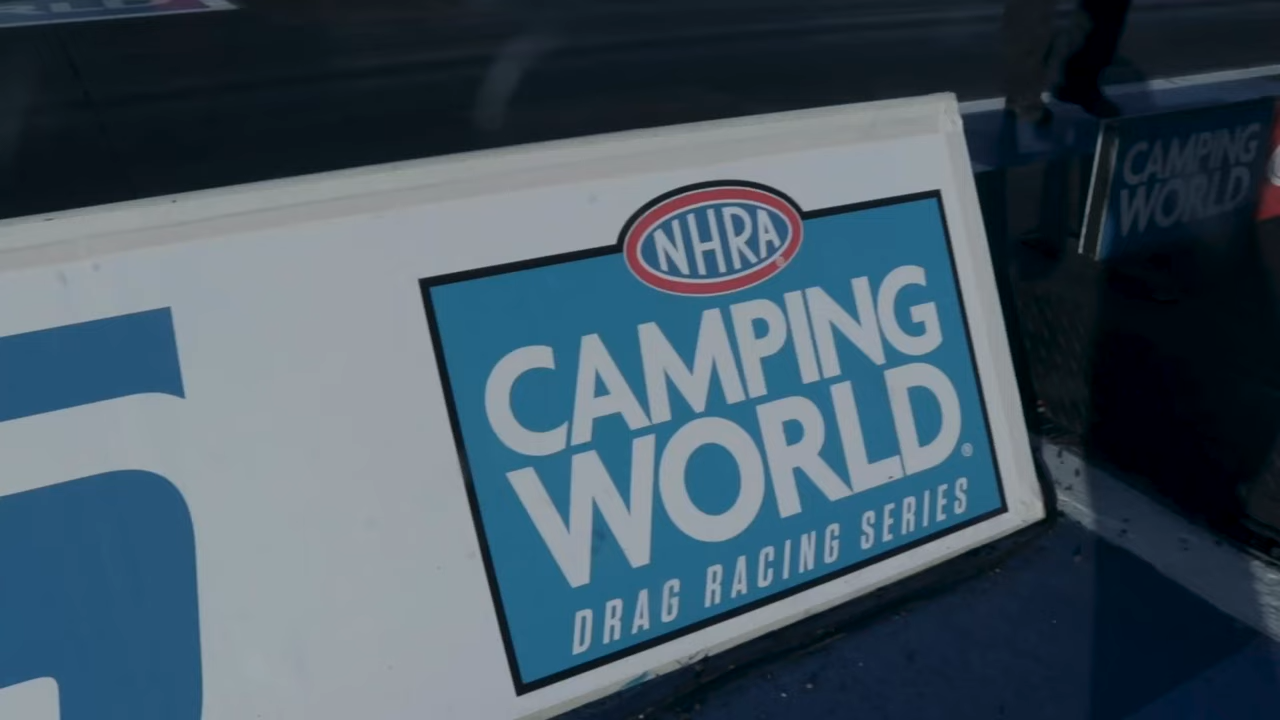 NHRA
CAMPING
WORLD®
DRAG RACING SERIES
CAMPING
WORLD